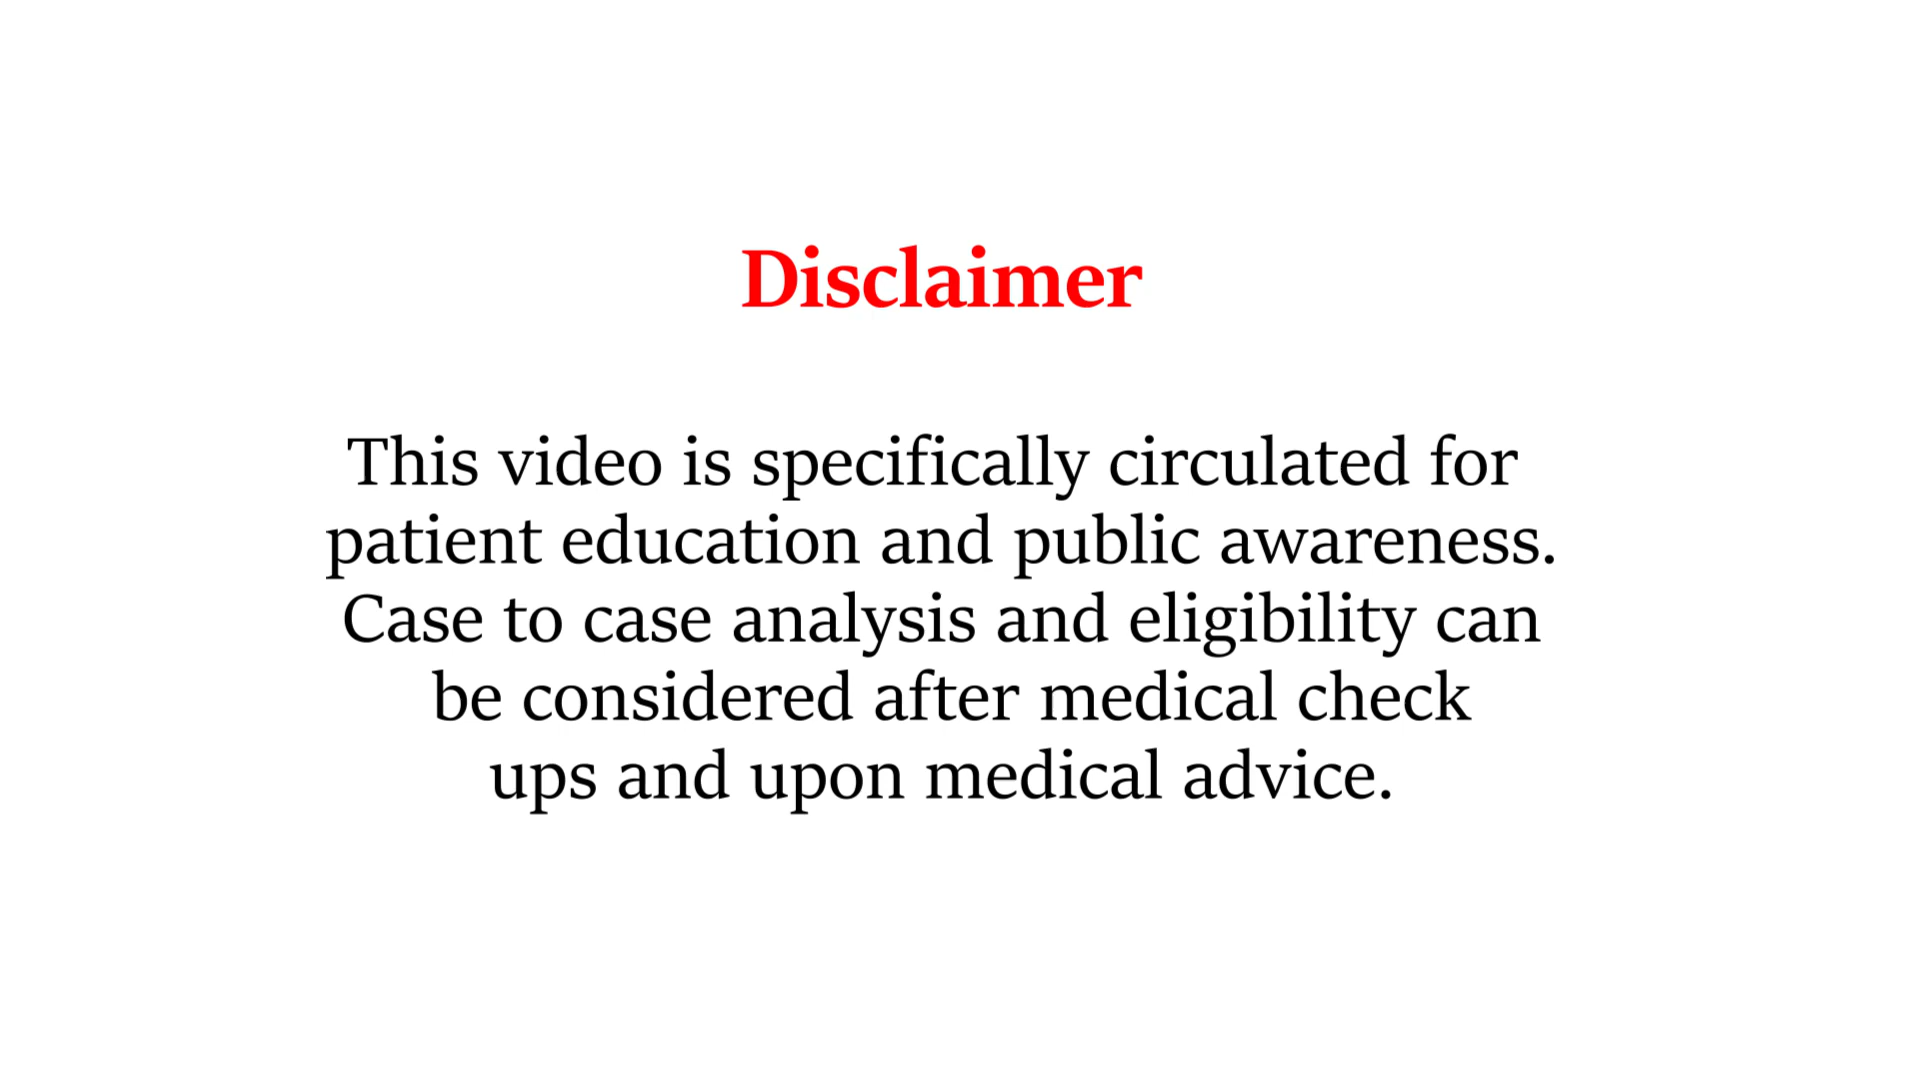 Disclaimer
This video is specifically circulated for
patient education and public awareness.
Case to case analysis and eligibility can
be considered after medical check
ups and upon medical advice.